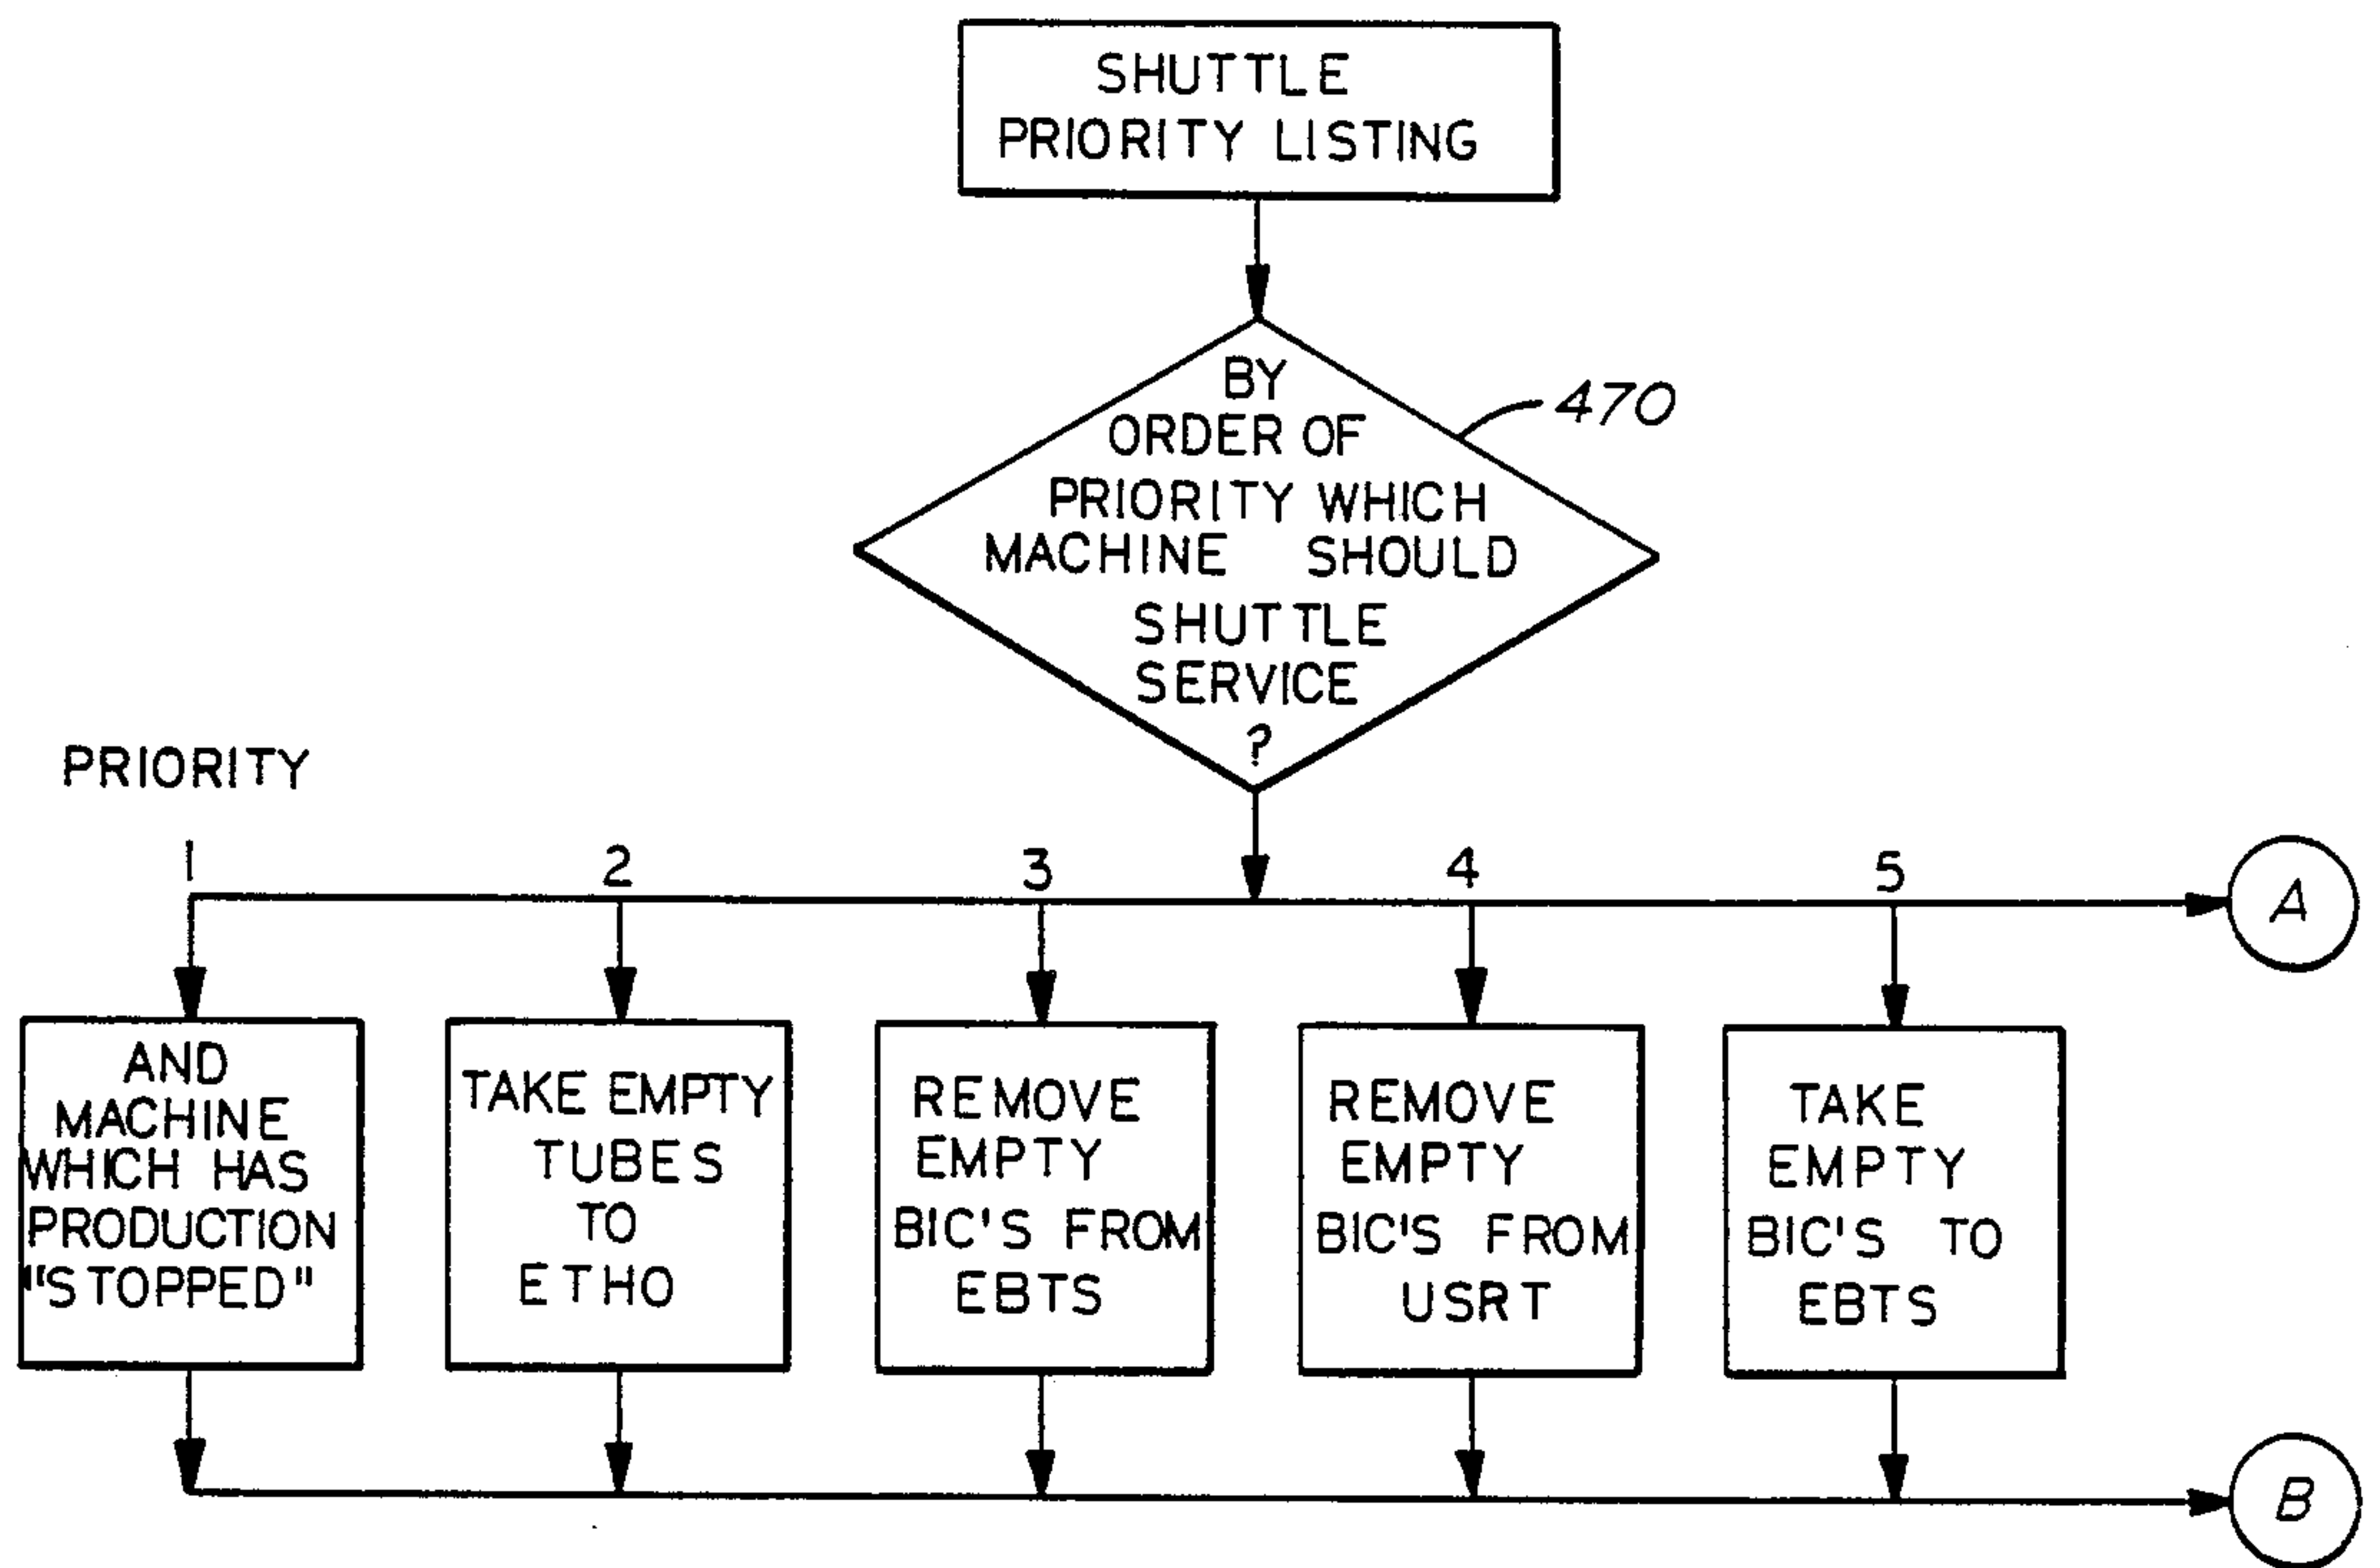 SHUTTLE
PRIORITY LISTING
BY
ORDER OF
PRIORITY WHICH
MACHINE SHOULD
SHUTTLE
SERVICE
?
470
PRIORITY
1
2
3
4
5
A
AND
MACHINE
WHICH HAS
PRODUCTION
"STOPPED"
TAKE EMPTY
TUBES
TO
ETHO
REMOVE
EMPTY
BIC'S FROM
EBTS
REMOVE
EMPTY
BIC'S FROM
USRT
TAKE
EMPTY
BIC'S TO
EBTS
B